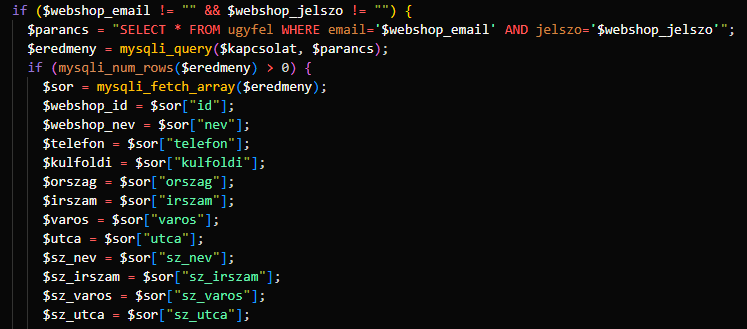 if ($webshop_email != "" && $webshop_jelszo != "") {
$parancs = "SELECT * FROM ugyfel WHERE email='$webshop_email' AND jelszo='$webshop_jelszo'";
$eredmeny = mysqli_query($kapcsolat, $parancs);
if (mysqli_num_rows($eredmeny) > 0) {
$sor = mysqli_fetch_array($eredmeny);
$webshop_id = $sor["id"];
$webshop_nev = $sor["nev"];
$telefon = $sor["telefon"];
$kulfoldi = $sor["kulfoldi"];
$orszag = $sor["orszag"];
$irszam = $sor["irszam"];
$varos = $sor["varos"];
$utca = $sor["utca"];
$sz_nev = $sor["sz_nev"];
$sz_irszam = $sor["sz_irszam"];
$sz_varos = $sor["sz_varos"];
$sz_utca = $sor["sz_utca"];